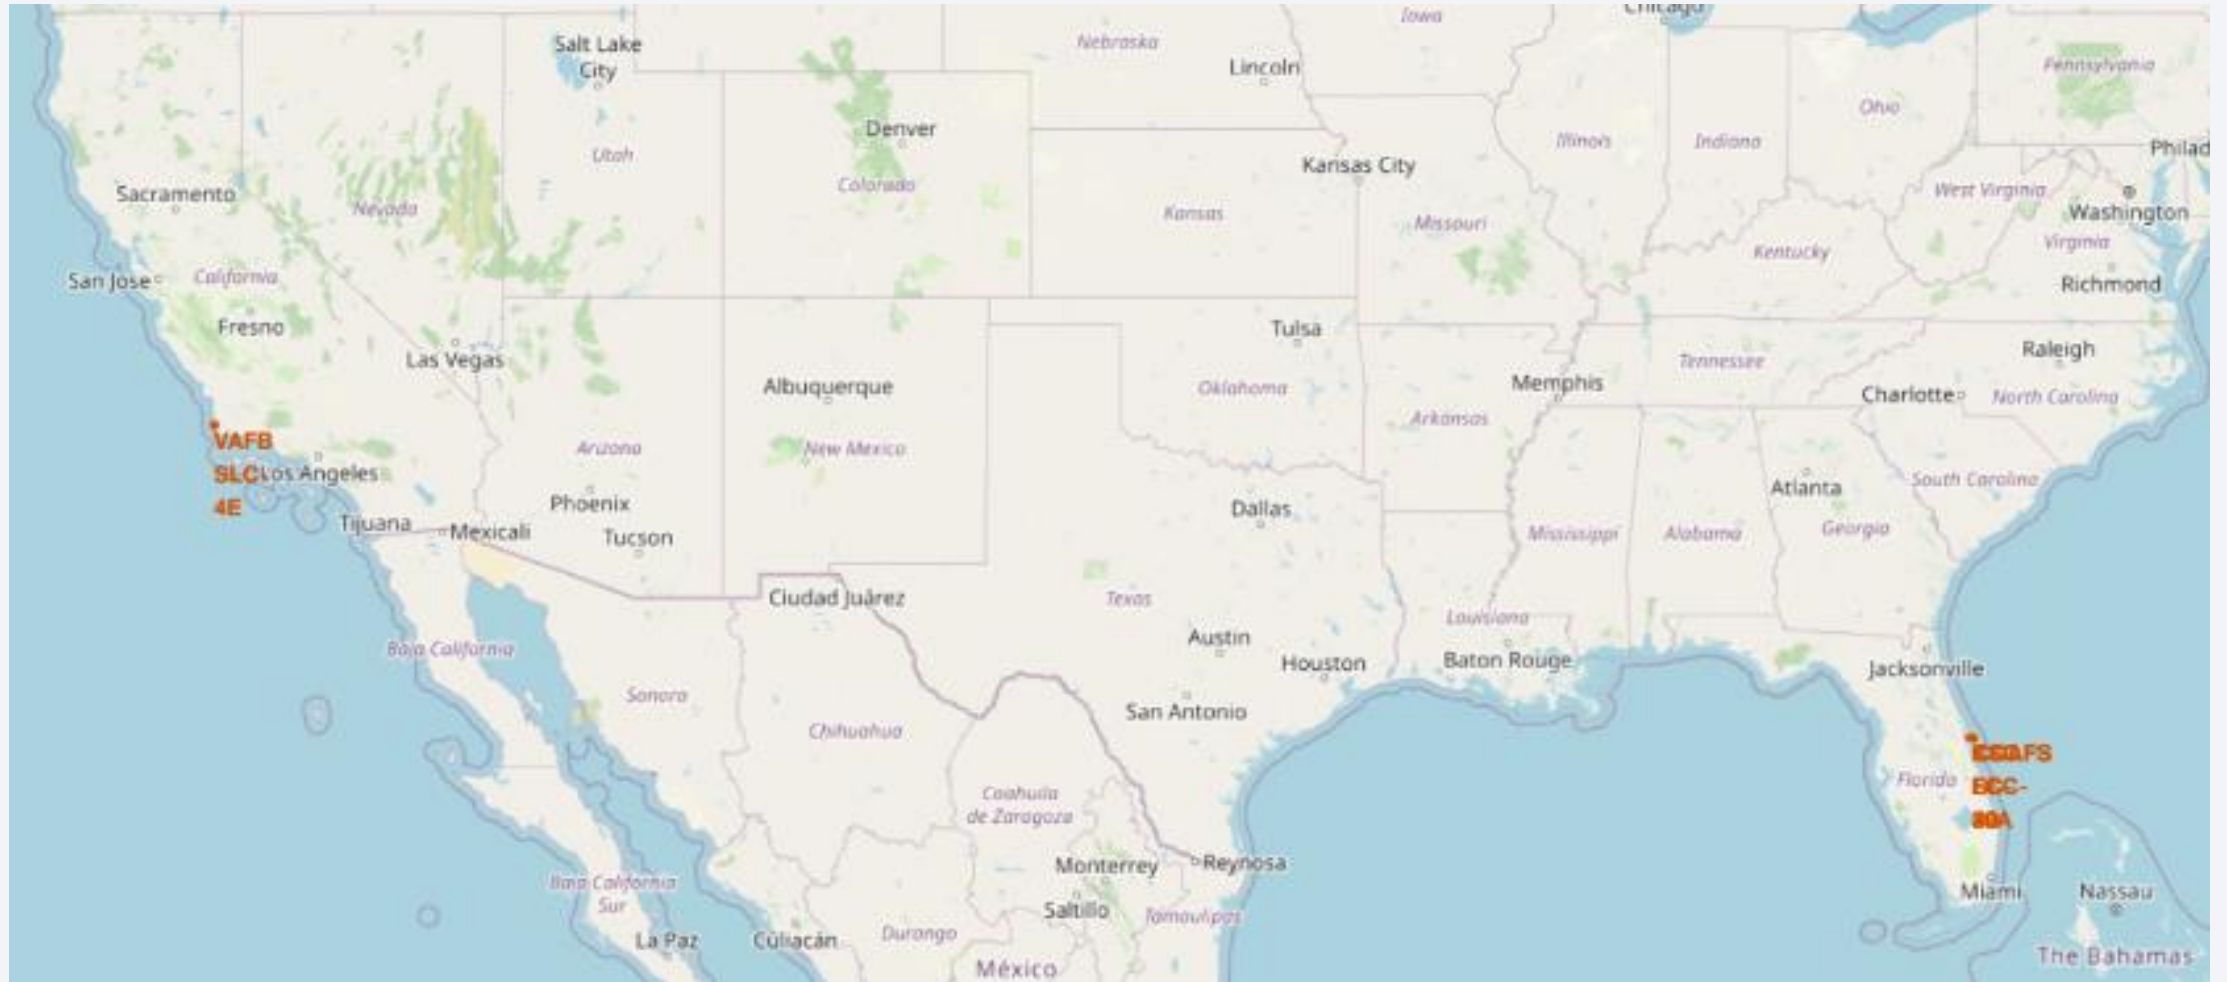 Chicago
Iowa
Nebraska
Salt Lake
City
Lincoln
Pennsylvania
Ohio
Denver
Illinois
Indiana
Philad
Utah
Kansas City
Colorado
Sacramento
West Virginia
Nevada
Kansas
Washington
Missouri
Virginia
Kentucky
San Jose
California
Richmond
Fresno
Tulsa
Las Vegas
Raleigh
Tennessee
Albuquerque
Oklahoma
Memphis
Charlotte
North Carolina
Arkansas
VAFB
SLC
4E
Los Angeles
Arizona
New Mexico
Phoenix
Dallas
Atlanta
South Carolina
Tijuana
Mexicali
Tucson
Mississippi
Alabama
Georgia
Ciudad Juárez
Texas
Louisiana
Austin
Baja California
Houston
Baton Rouge
Jacksonville
Sonora
San Antonio
Chihuahua
Florida
Coahuila
de Zaragoza
Monterrey
Reynosa
Baja California
Sur
Miami
Nassau
Saltillo
Tamaulipas
La Paz
Culiacán
Durango
México
The Bahamas